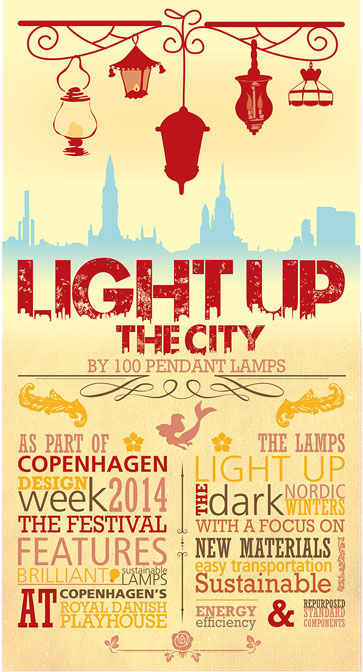 LIGHT UP
THE CITY
BY 100 PENDANT LAMPS
AS PART OF
COPENHAGEN
DESIGN
week 2014
THE FESTIVAL
FEATURES
BRILLIANT sustainable
LAMPS
AT COPENHAGEN'S
ROYAL DANISH
PLAYHOUSE
THE LAMPS
LIGHT UP
THE dark NORDIC
WINTERS
WITH A FOCUS ON
NEW MATERIALS
easy transportation
Sustainable
ENERGY
efficiency
& REPURPOSED
STANDARD
COMPONENTS